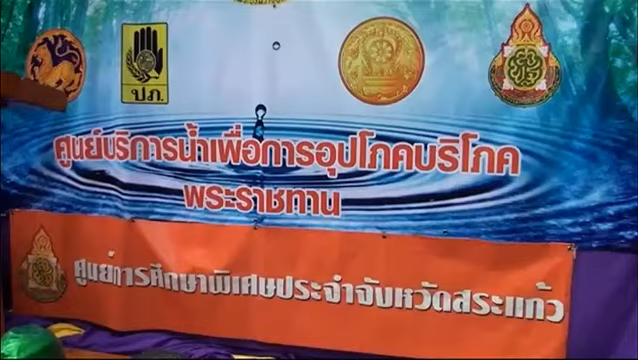 ปภ.
ศูนย์บริการน้ำเพื่อการอุปโภคบริโภค
พระราชทาน
ศูนย์การศึกษาพิเศษประจำจังหวัดสระแก้ว